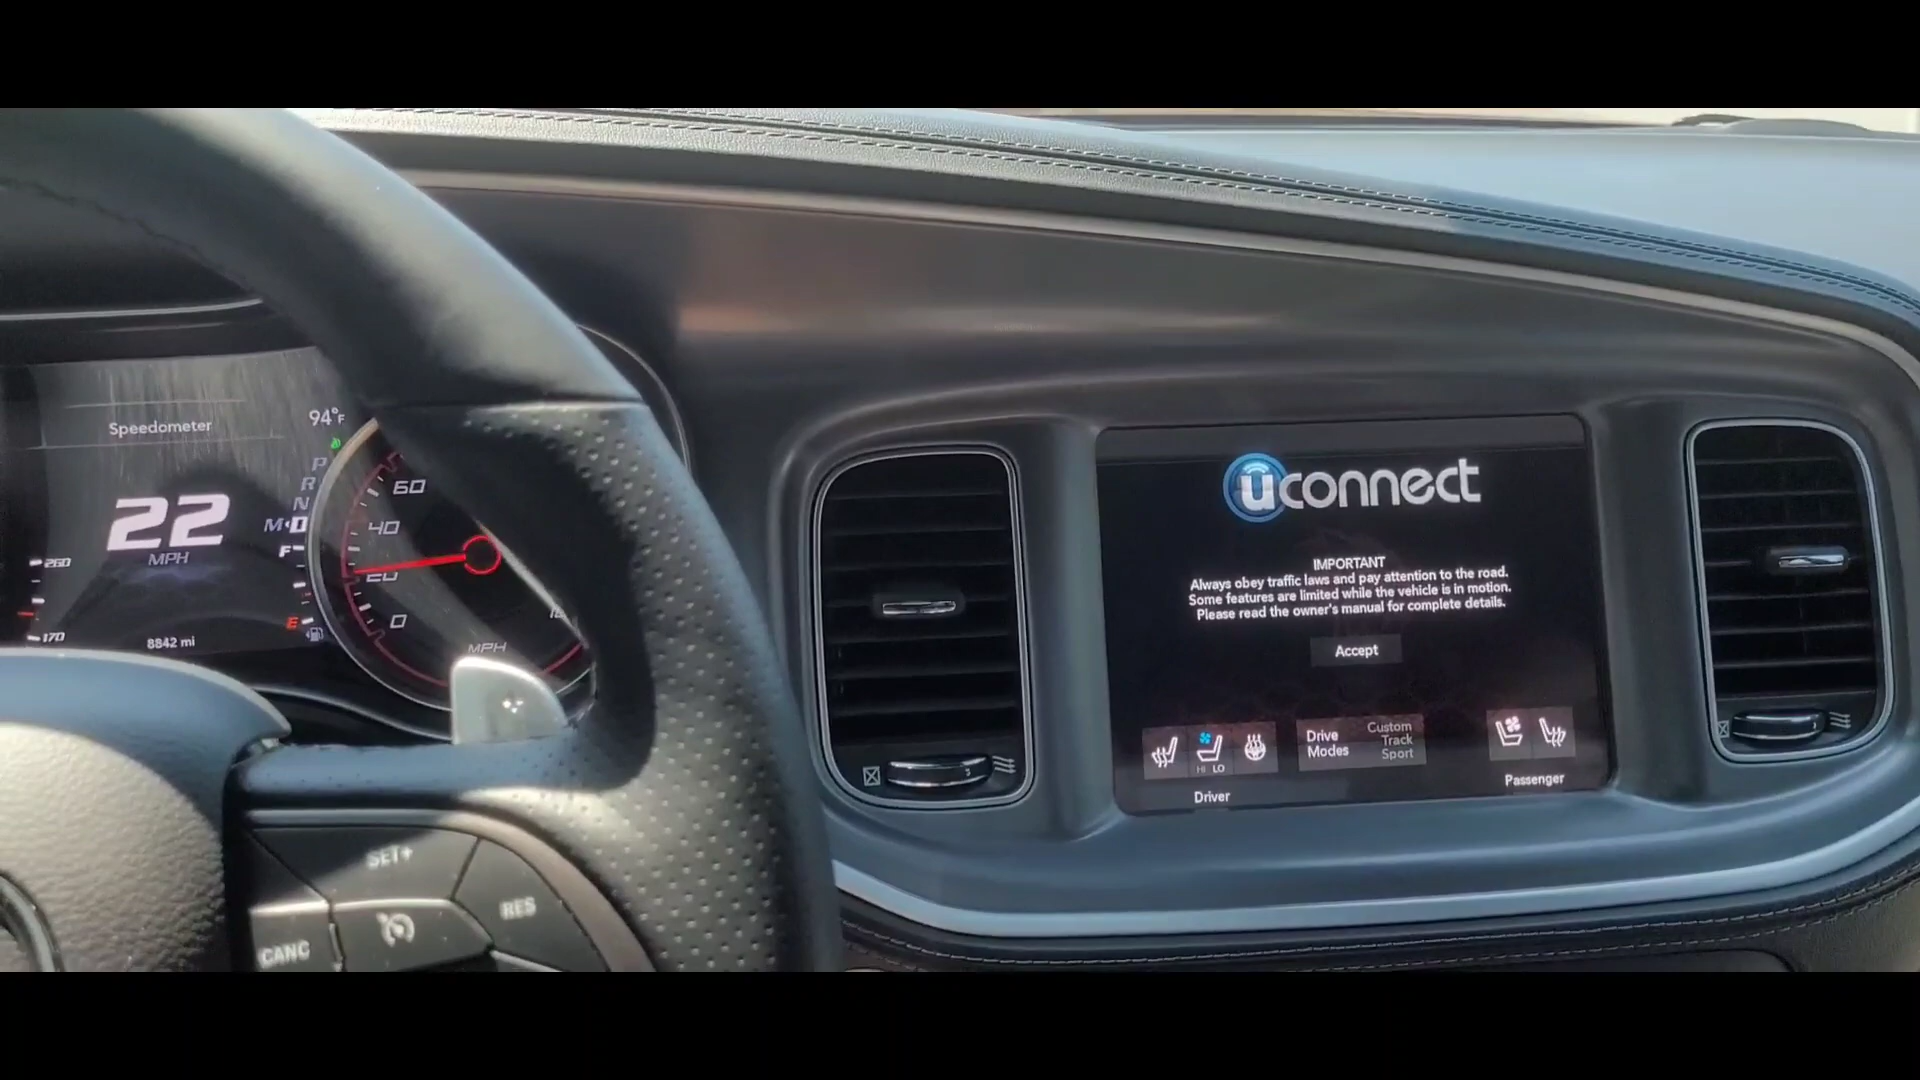 Speedometer
94°F
P
R
N
M D
22
MPH
F
E
260
170
8842 mi
60
40
20
0
MPH
SET+
RES
CANC
uconnect
IMPORTANT
Always obey traffic laws and pay attention to the road.
Some features are limited while the vehicle is in motion.
Please read the owner's manual for complete details.
Accept
HI LO
Driver
Drive
Modes
Custom
Track
Sport
Passenger